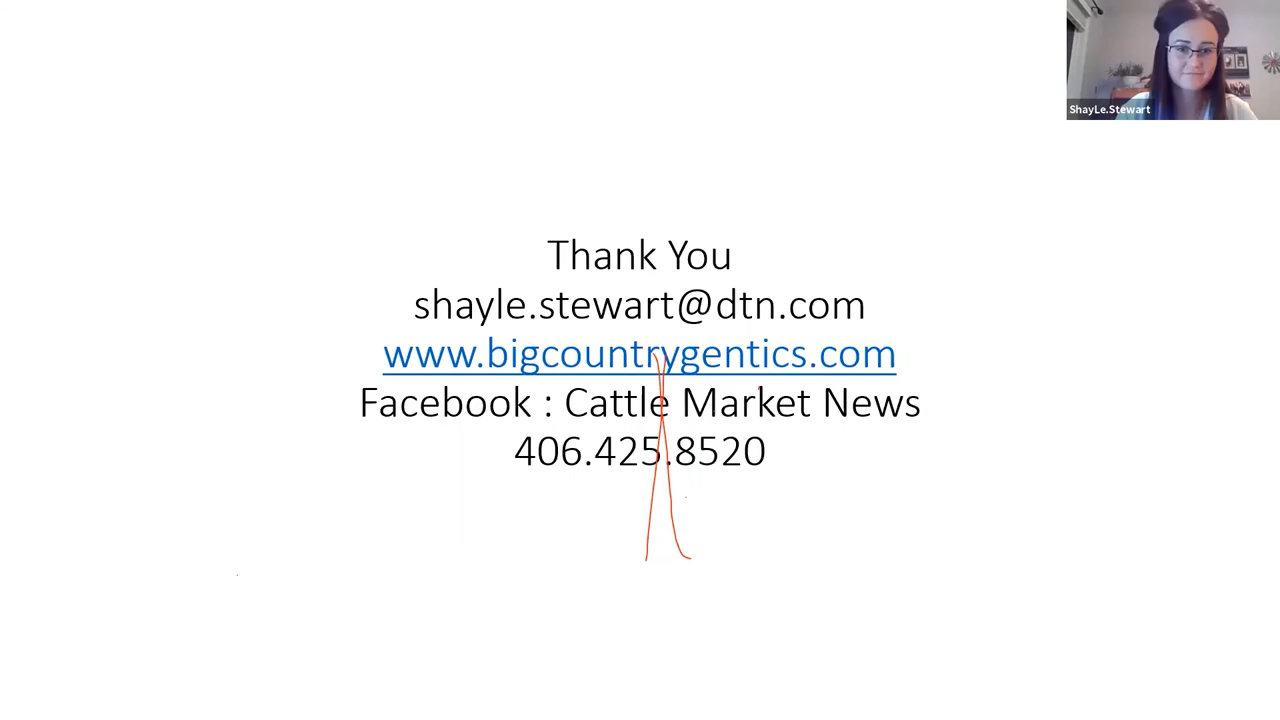 ShayLe.Stewart
Thank You
shayle.stewart@dtn.com
www.bigcountrygentics.com
Facebook : Cattle Market News
406.425.8520